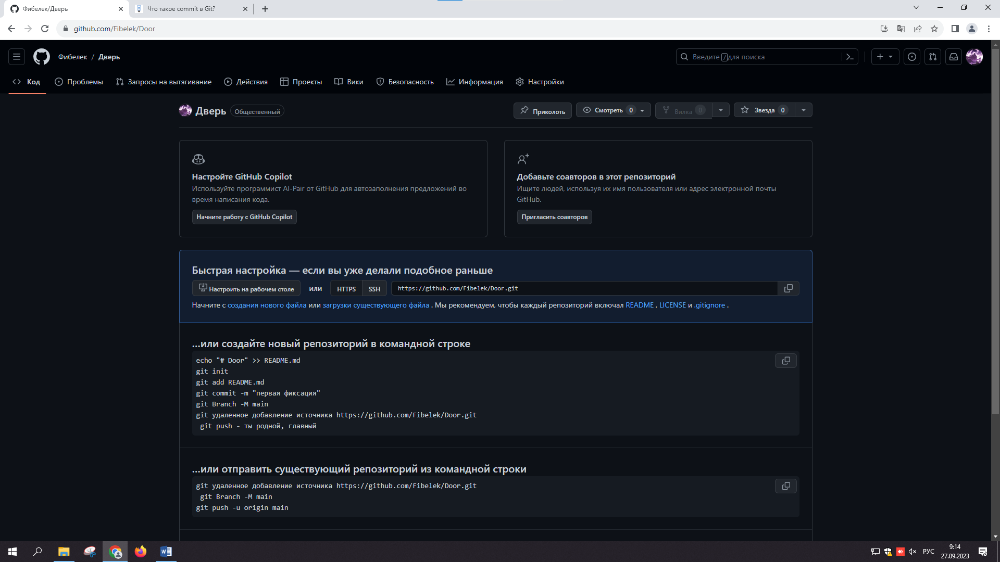 Фибелек/Дверь
Что такое commit в Git?
github.com/Fibelek/Door
Фибелек / Дверь
Введите / для поиска
Код
Проблемы
Запросы на вытягивание
Действия
Проекты
Вики
Безопасность
Информация
Настройки
Дверь
Общественный
Приколоть
Смотреть 0
Вилка 0
Звезда 0
Настройте GitHub Copilot
Используйте программист AI-Pair от GitHub для автозаполнения предложений во
время написания кода.
Начните работу с GitHub Copilot
Добавьте соавторов в этот репозиторий
Ищите людей, используя их имя пользователя или адрес электронной почты
GitHub.
Пригласить соавторов
Быстрая настройка — если вы уже делали подобное раньше
Настроить на рабочем столе
или
HTTPS
SSH
https://github.com/Fibelek/Door.git
Начните с создания нового файла или загрузки существующего файла . Мы рекомендуем, чтобы каждый репозиторий включал README , LICENSE и .gitignore .
...или создайте новый репозиторий в командной строке
echo "# Door" >> README.md
git init
git add README.md
git commit -m "первая фиксация"
git Branch -M main
git удаленное добавление источника https://github.com/Fibelek/Door.git
git push - ты родной, главный
...или отправить существующий репозиторий из командной строки
git удаленное добавление источника https://github.com/Fibelek/Door.git
git Branch -M main
git push -u origin main
РУС
9:14
27.09.2023